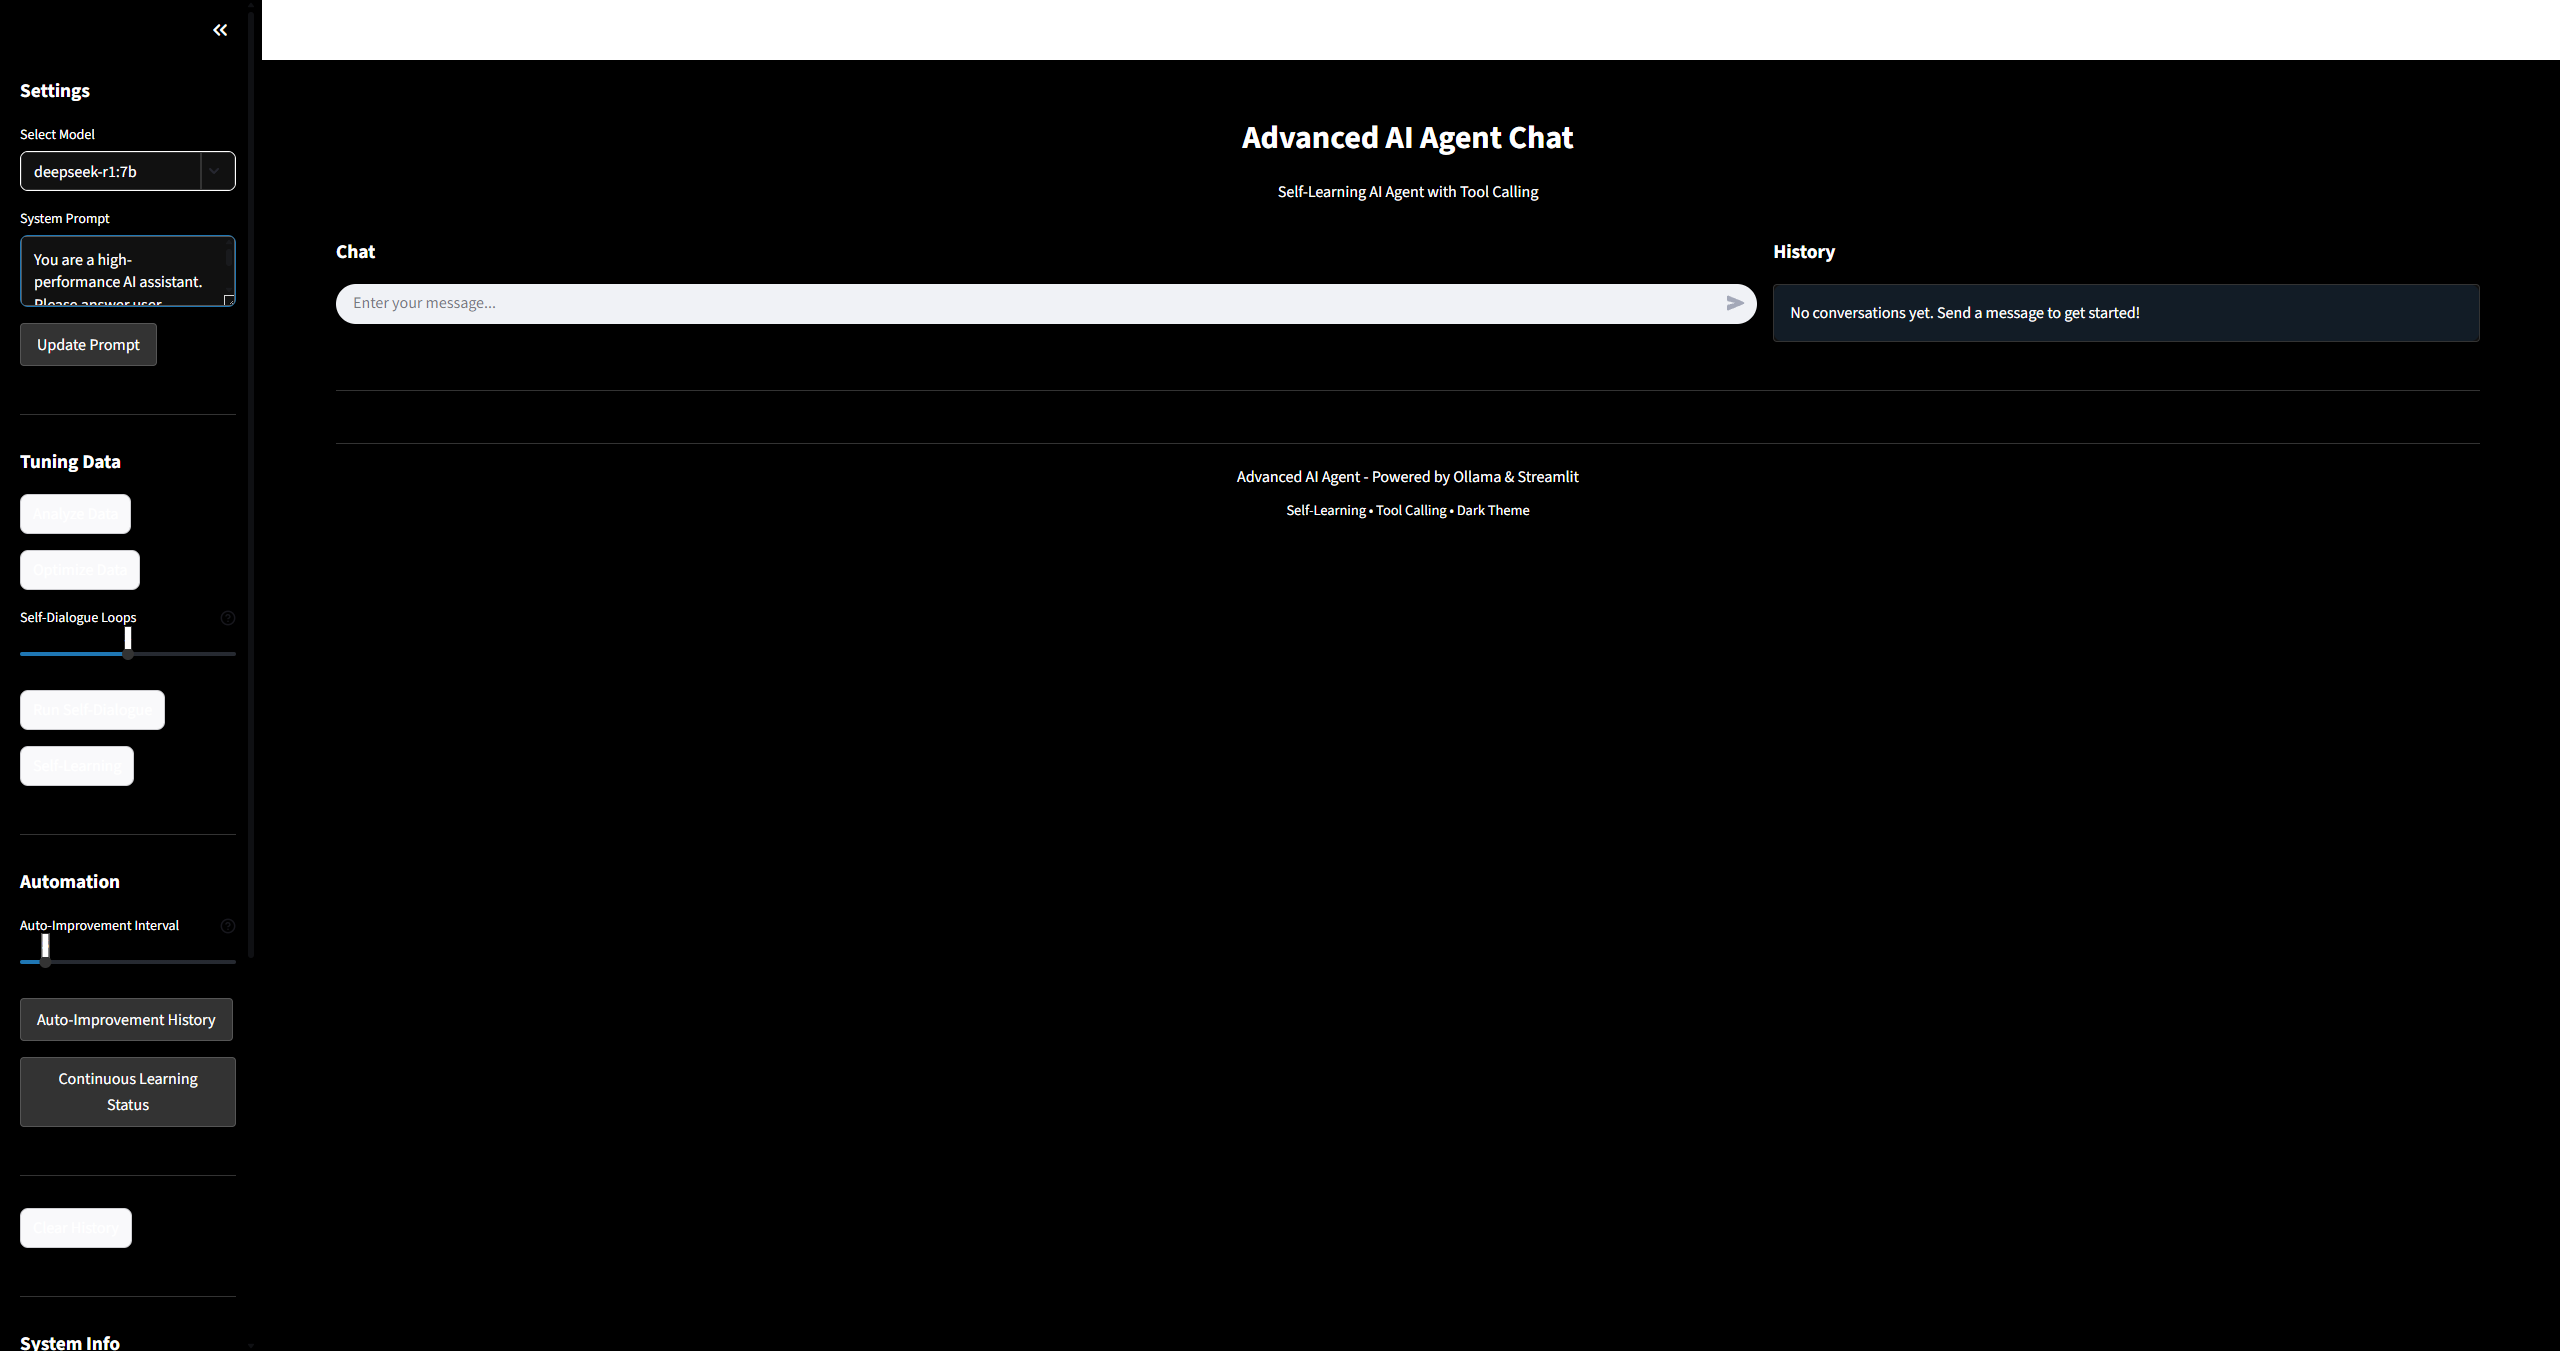 Settings
Select Model
deepseek-r1:7b
System Prompt
You are a high-
performance AI assistant.
Please answer user
Update Prompt
Tuning Data
Analyze Data
Optimize Data
Self-Dialogue Loops
Run Self-Dialogue
Self-Learning
Automation
Auto-Improvement Interval
Auto-Improvement History
Continuous Learning
Status
Clear History
System Info
Advanced AI Agent Chat
Self-Learning AI Agent with Tool Calling
Chat
Enter your message...
History
No conversations yet. Send a message to get started!
Advanced AI Agent - Powered by Ollama & Streamlit
Self-Learning • Tool Calling • Dark Theme